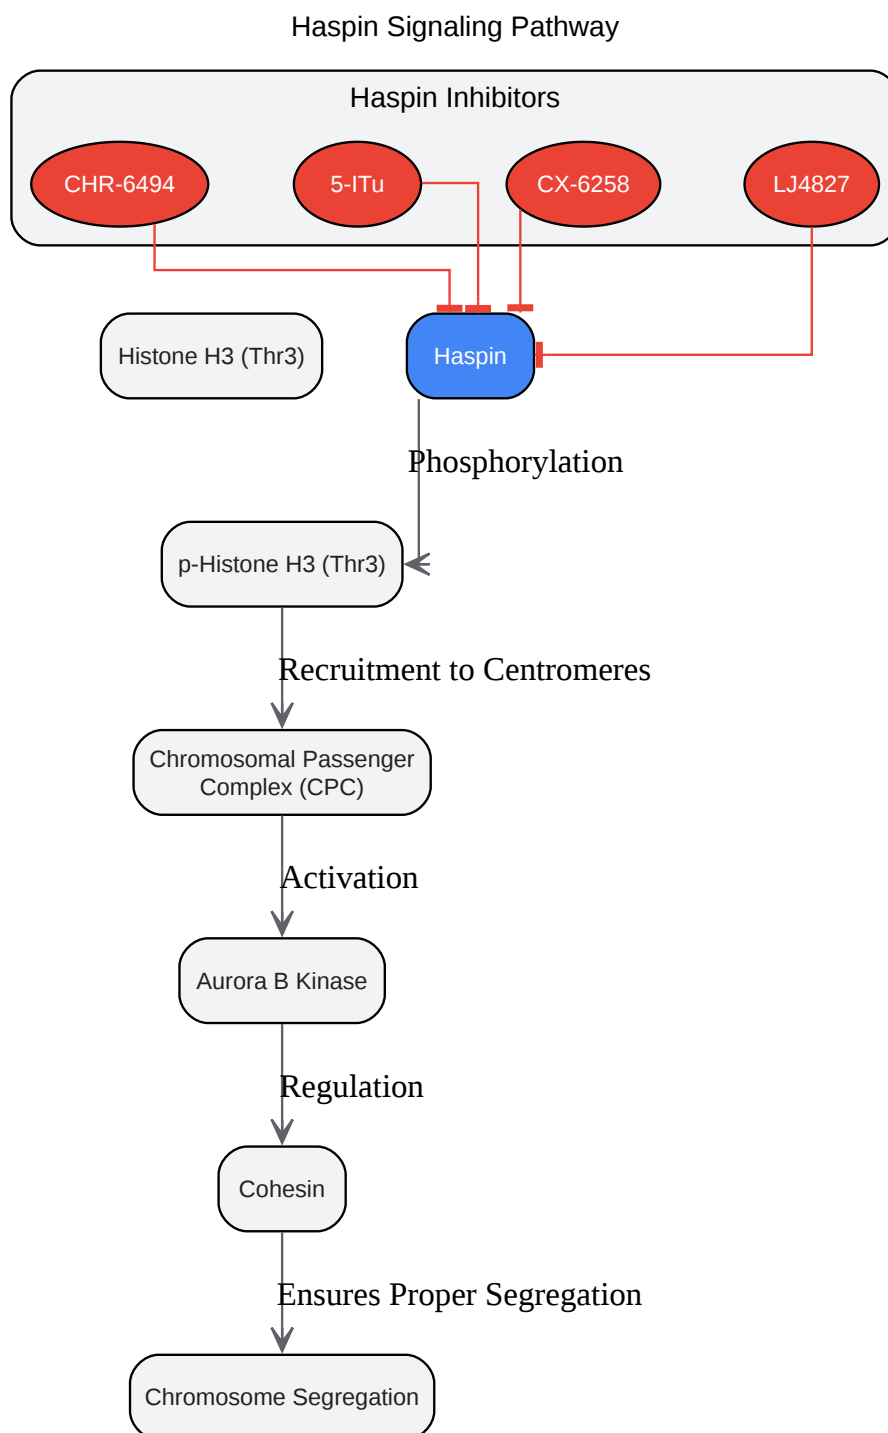 Haspin Signaling Pathway
Haspin Inhibitors
CHR-6494
5-ITu
CX-6258
LJ4827
Histone H3 (Thr3)
Haspin
Phosphorylation
p-Histone H3 (Thr3)
Recruitment to Centromeres
Chromosomal Passenger
Complex (CPC)
Activation
Aurora B Kinase
Regulation
Cohesin
Ensures Proper Segregation
Chromosome Segregation